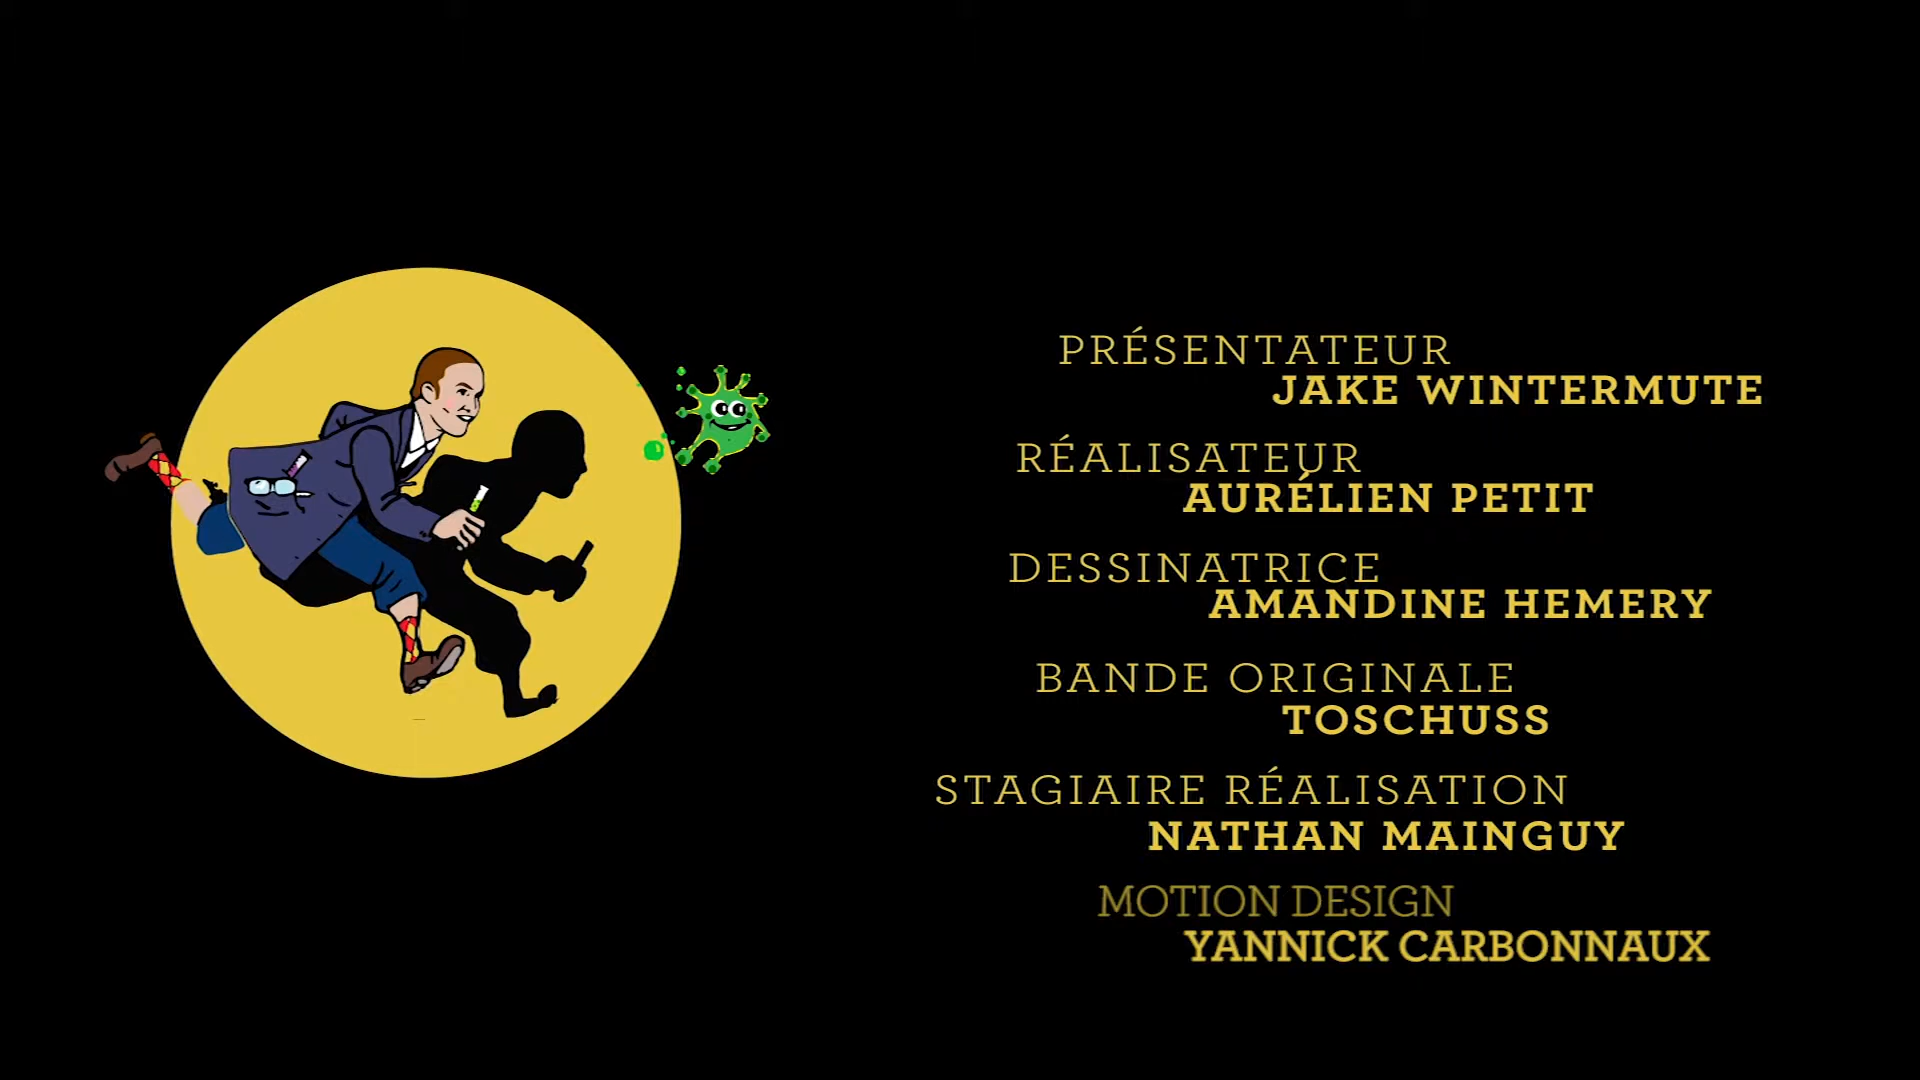 PRÉSENTATEUR
JAKE WINTERMUTE
RÉALISATEUR
AURÉLIEN PETIT
DESSINATRICE
AMANDINE HEMERY
BANDE ORIGINALE
TOSCHUSS
STAGIAIRE RÉALISATION
NATHAN MAINGUY
MOTION DESIGN
YANNICK CARBONNAUX